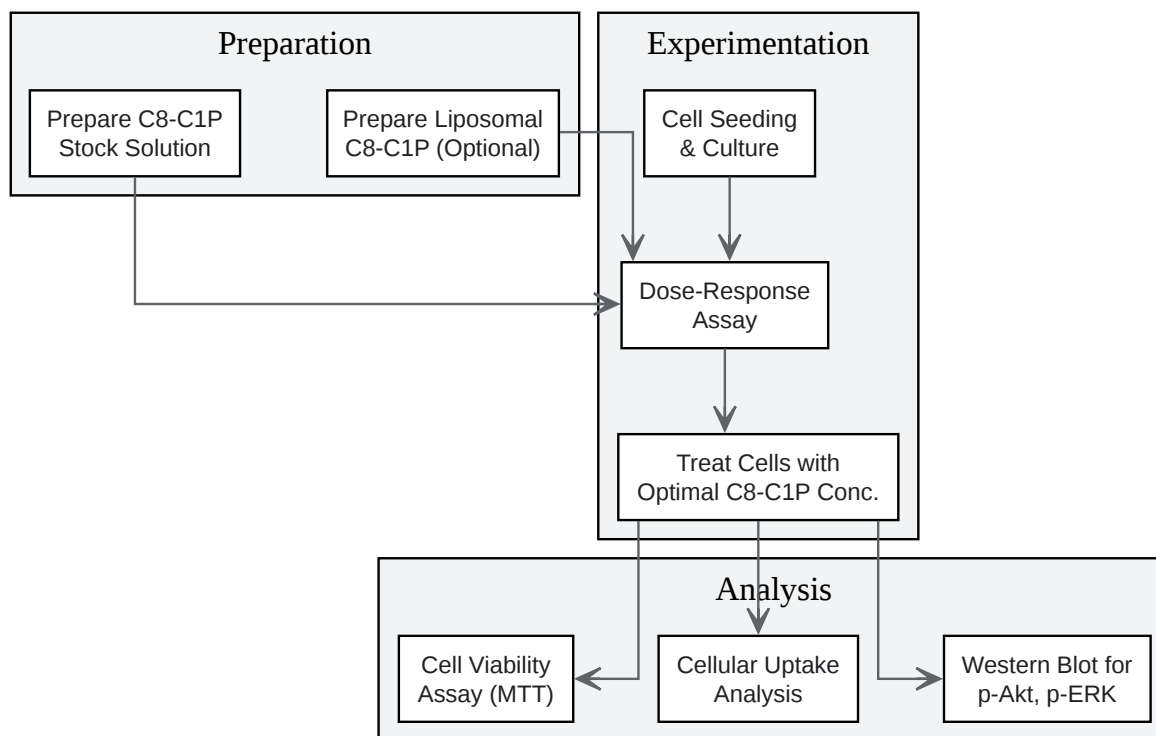 Preparation
Prepare C8-C1P
Stock Solution
Prepare Liposomal
C8-C1P (Optional)
Experimentation
Cell Seeding
& Culture
Dose-Response
Assay
Treat Cells with
Optimal C8-C1P Conc.
Analysis
Cell Viability
Assay (MTT)
Cellular Uptake
Analysis
Western Blot for
p-Akt, p-ERK